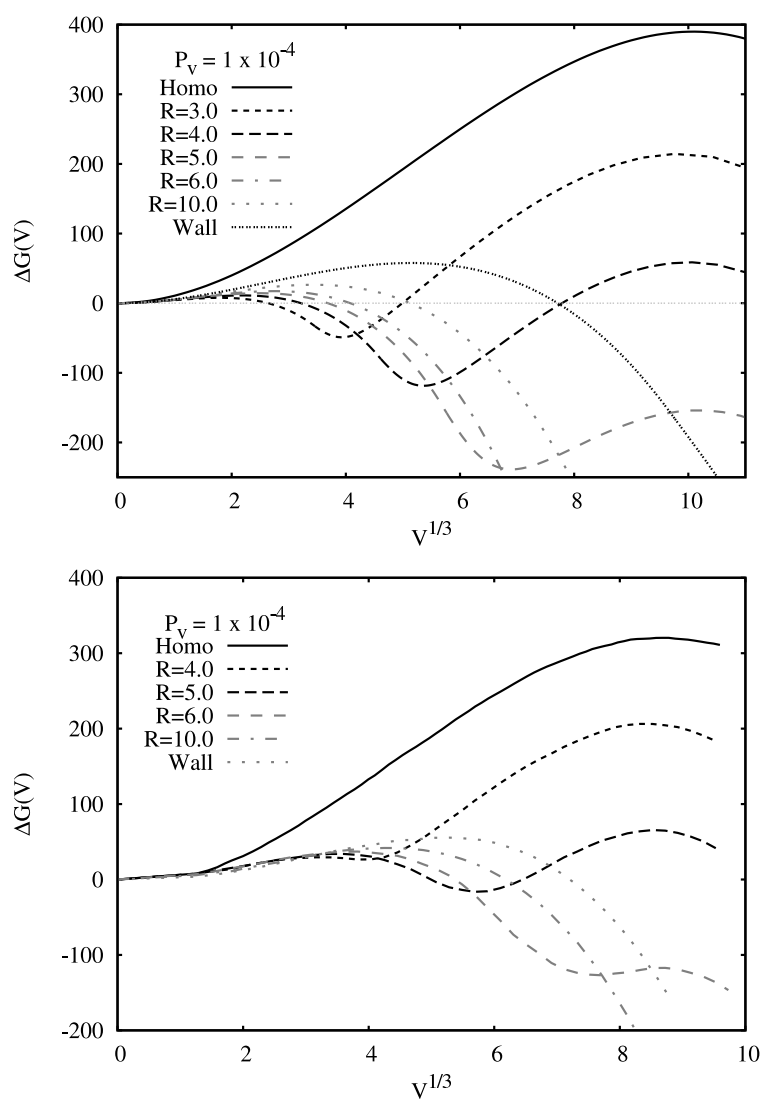 400
300
200
100
0
-100
-200
ΔG(V)
P_v = 1 x 10^-4
Homo
R=3.0
R=4.0
R=5.0
R=6.0
R=10.0
Wall
0 2 4 6 8 10
V^1/3
400
300
200
100
0
-100
-200
ΔG(V)
P_v = 1 x 10^-4
Homo
R=4.0
R=5.0
R=6.0
R=10.0
Wall
0 2 4 6 8 10
V^1/3